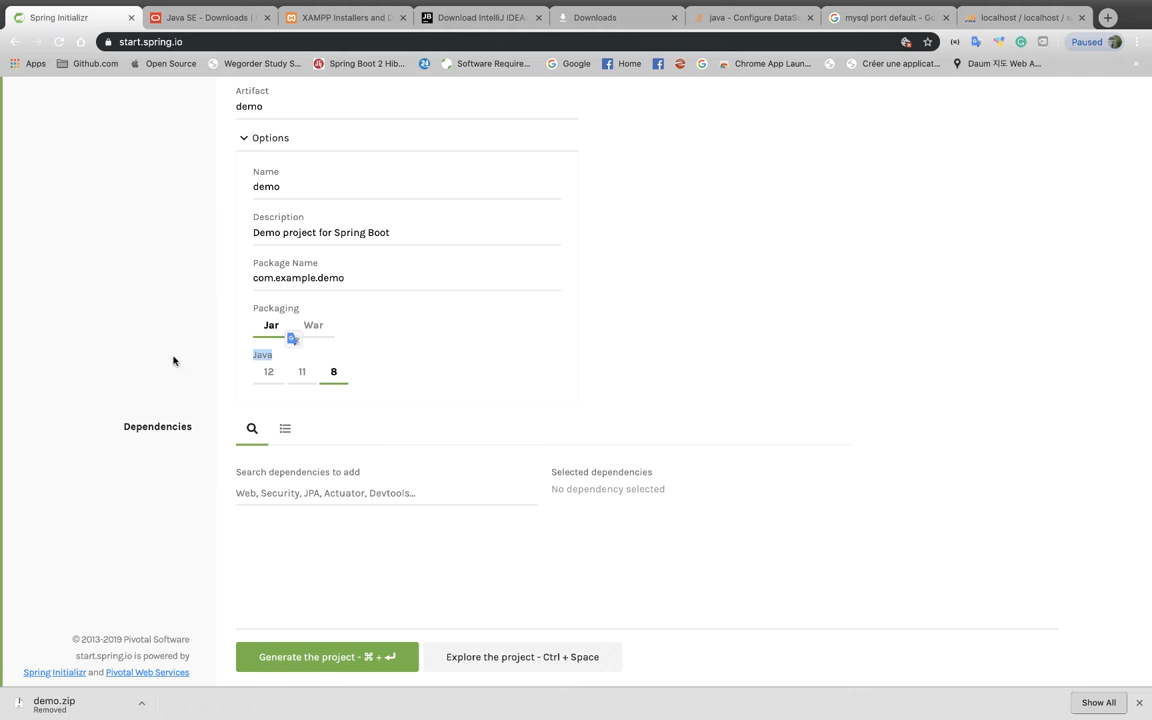 Spring Initializr
Java SE - Downloads |
XAMPP Installers and D
Download IntelliJ IDEA
Downloads
java - Configure DataS
mysql port default - Go
localhost / localhost / s
start.spring.io
Paused
Apps
Github.com
Open Source
Wegorder Study S...
Spring Boot 2 Hib...
24
Software Require...
Google
Home
Chrome App Laun...
Créer une applicat...
Daum 지도 Web A...
Artifact
demo
Options
Name
demo
Description
Demo project for Spring Boot
Package Name
com.example.demo
Packaging
Jar War
Java
12 11 8
Dependencies
Search dependencies to add
Selected dependencies
Web, Security, JPA, Actuator, Devtools...
No dependency selected
© 2013-2019 Pivotal Software
start.spring.io is powered by
Spring Initializr and Pivotal Web Services
Generate the project - ⌘ + ↵
Explore the project - Ctrl + Space
demo.zip
Removed
Show All